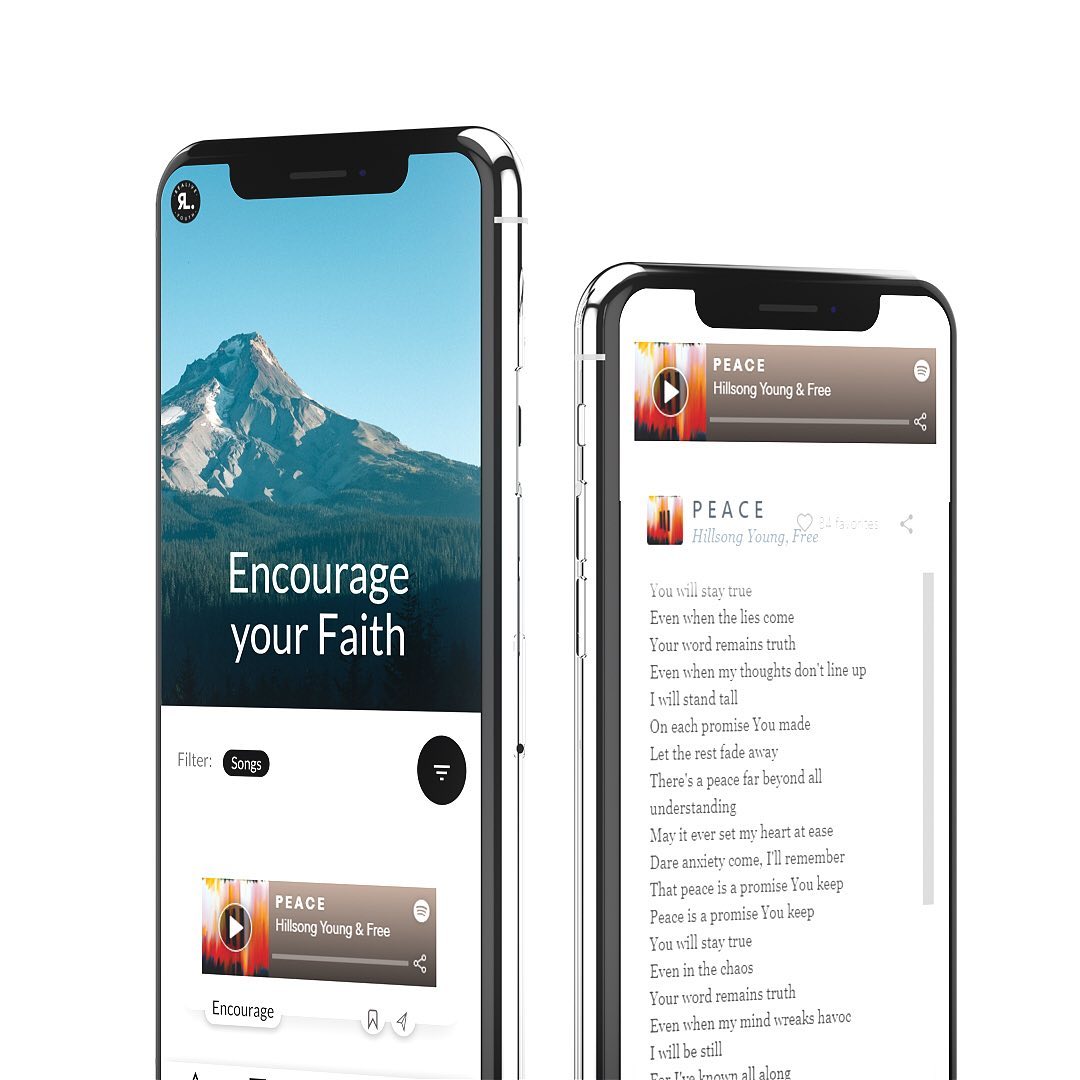 REALIVE
RL.
YOUTH
Encourage
your Faith
Filter: Songs
PEACE
Hillsong Young & Free
Encourage
PEACE
Hillsong Young & Free
PEACE
84 favorites
Hillsong Young, Free
You will stay true
Even when the lies come
Your word remains truth
Even when my thoughts don't line up
I will stand tall
On each promise You made
Let the rest fade away
There's a peace far beyond all
understanding
May it ever set my heart at ease
Dare anxiety come, I'll remember
That peace is a promise You keep
Peace is a promise You keep
You will stay true
Even in the chaos
Your word remains truth
Even when my mind wreaks havoc
I will be still
For I've known all along